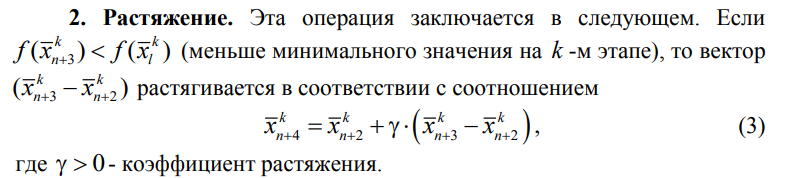 2. Растяжение. Эта операция заключается в следующем. Если
$f(\overline{x}_{n+3}^{k}) < f(\overline{x}_{l}^{k})$ (меньше минимального значения на $k$ -м этапе), то вектор
$(\overline{x}_{n+3}^{k} - \overline{x}_{n+2}^{k})$ растягивается в соответствии с соотношением
$\overline{x}_{n+4}^{k} = \overline{x}_{n+2}^{k} + \gamma \cdot \left( \overline{x}_{n+3}^{k} - \overline{x}_{n+2}^{k} \right),$ (3)
где $\gamma > 0$ - коэффициент растяжения.